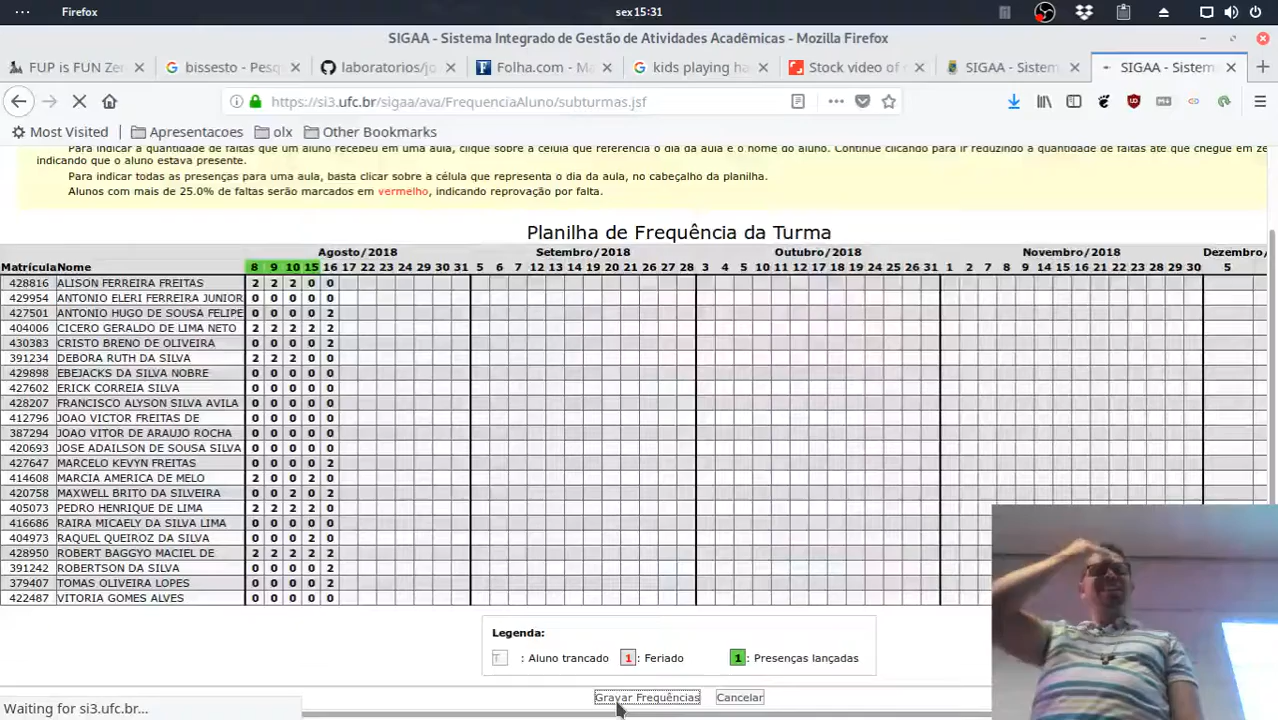 Firefox
sex 15:31
SIGAA - Sistema Integrado de Gestão de Atividades Acadêmicas - Mozilla Firefox
FUP is FUN Zer
bissesto - Pesq
laboratorios/jo
Folha.com - M
kids playing ha
Stock video of
SIGAA - Sistem
SIGAA - Sistem
https://si3.ufc.br/sigaa/ava/FrequenciaAluno/subturmas.jsf
Most Visited Apresentacoes olx Other Bookmarks
Para indicar a quantidade de faltas que um aluno recebeu em uma aula, clique sobre a célula que referencia o dia da aula e o nome do aluno. Continue clicando para ir reduzindo a quantidade de faltas até que chegue em ze
indicando que o aluno estava presente.
Para indicar todas as presenças para uma aula, basta clicar sobre a célula que representa o dia da aula, no cabeçalho da planilha.
Alunos com mais de 25.0% de faltas serão marcados em vermelho, indicando reprovação por falta.
Planilha de Frequência da Turma
Agosto/2018 Setembro/2018 Outubro/2018 Novembro/2018 Dezembro/
Matrícula Nome 8 9 10 15 16 17 22 23 24 29 30 31 5 6 7 12 13 14 19 20 21 26 27 28 3 4 5 10 11 12 17 18 19 24 25 26 31 1 2 7 8 9 14 15 16 21 22 23 28 29 30 5
428816 ALISON FERREIRA FREITAS 2 2 2 0 0
429954 ANTONIO ELERI FERREIRA JUNIOR 0 0 0 0 0
427501 ANTONIO HUGO DE SOUSA FELIPE 0 0 0 0 2
404006 CICERO GERALDO DE LIMA NETO 2 2 2 2 2
430383 CRISTO BRENO DE OLIVEIRA 0 0 0 0 2
391234 DEBORA RUTH DA SILVA 2 2 2 0 0
429898 EBEJACKS DA SILVA NOBRE 0 0 0 0 0
427602 ERICK CORREIA SILVA 0 0 0 0 0
428207 FRANCISCO ALYSON SILVA AVILA 0 0 0 0 0
412796 JOAO VICTOR FREITAS DE 0 0 0 0 0
387294 JOAO VITOR DE ARAUJO ROCHA 0 0 0 0 0
420693 JOSE ADAILSON DE SOUSA SILVA 0 0 0 0 0
427647 MARCELO KEVYN FREITAS 0 0 0 0 2
414608 MARCIA AMERICA DE MELO 2 0 0 2 0
420758 MAXWELL BRITO DA SILVEIRA 0 0 2 0 2
405073 PEDRO HENRIQUE DE LIMA 2 2 2 2 0
416686 RAIRA MICAELY DA SILVA LIMA 0 0 0 0 0
404973 RAQUEL QUEIROZ DA SILVA 0 0 0 2 0
428950 ROBERT BAGGYO MACIEL DE 2 2 2 2 2
391242 ROBERTSON DA SILVA 0 0 0 0 2
379407 TOMAS OLIVEIRA LOPES 0 0 0 0 2
422487 VITORIA GOMES ALVES 0 0 0 0 0
Legenda:
T : Aluno trancado 1 : Feriado 1 : Presenças lançadas
Gravar Frequências Cancelar
Waiting for si3.ufc.br...